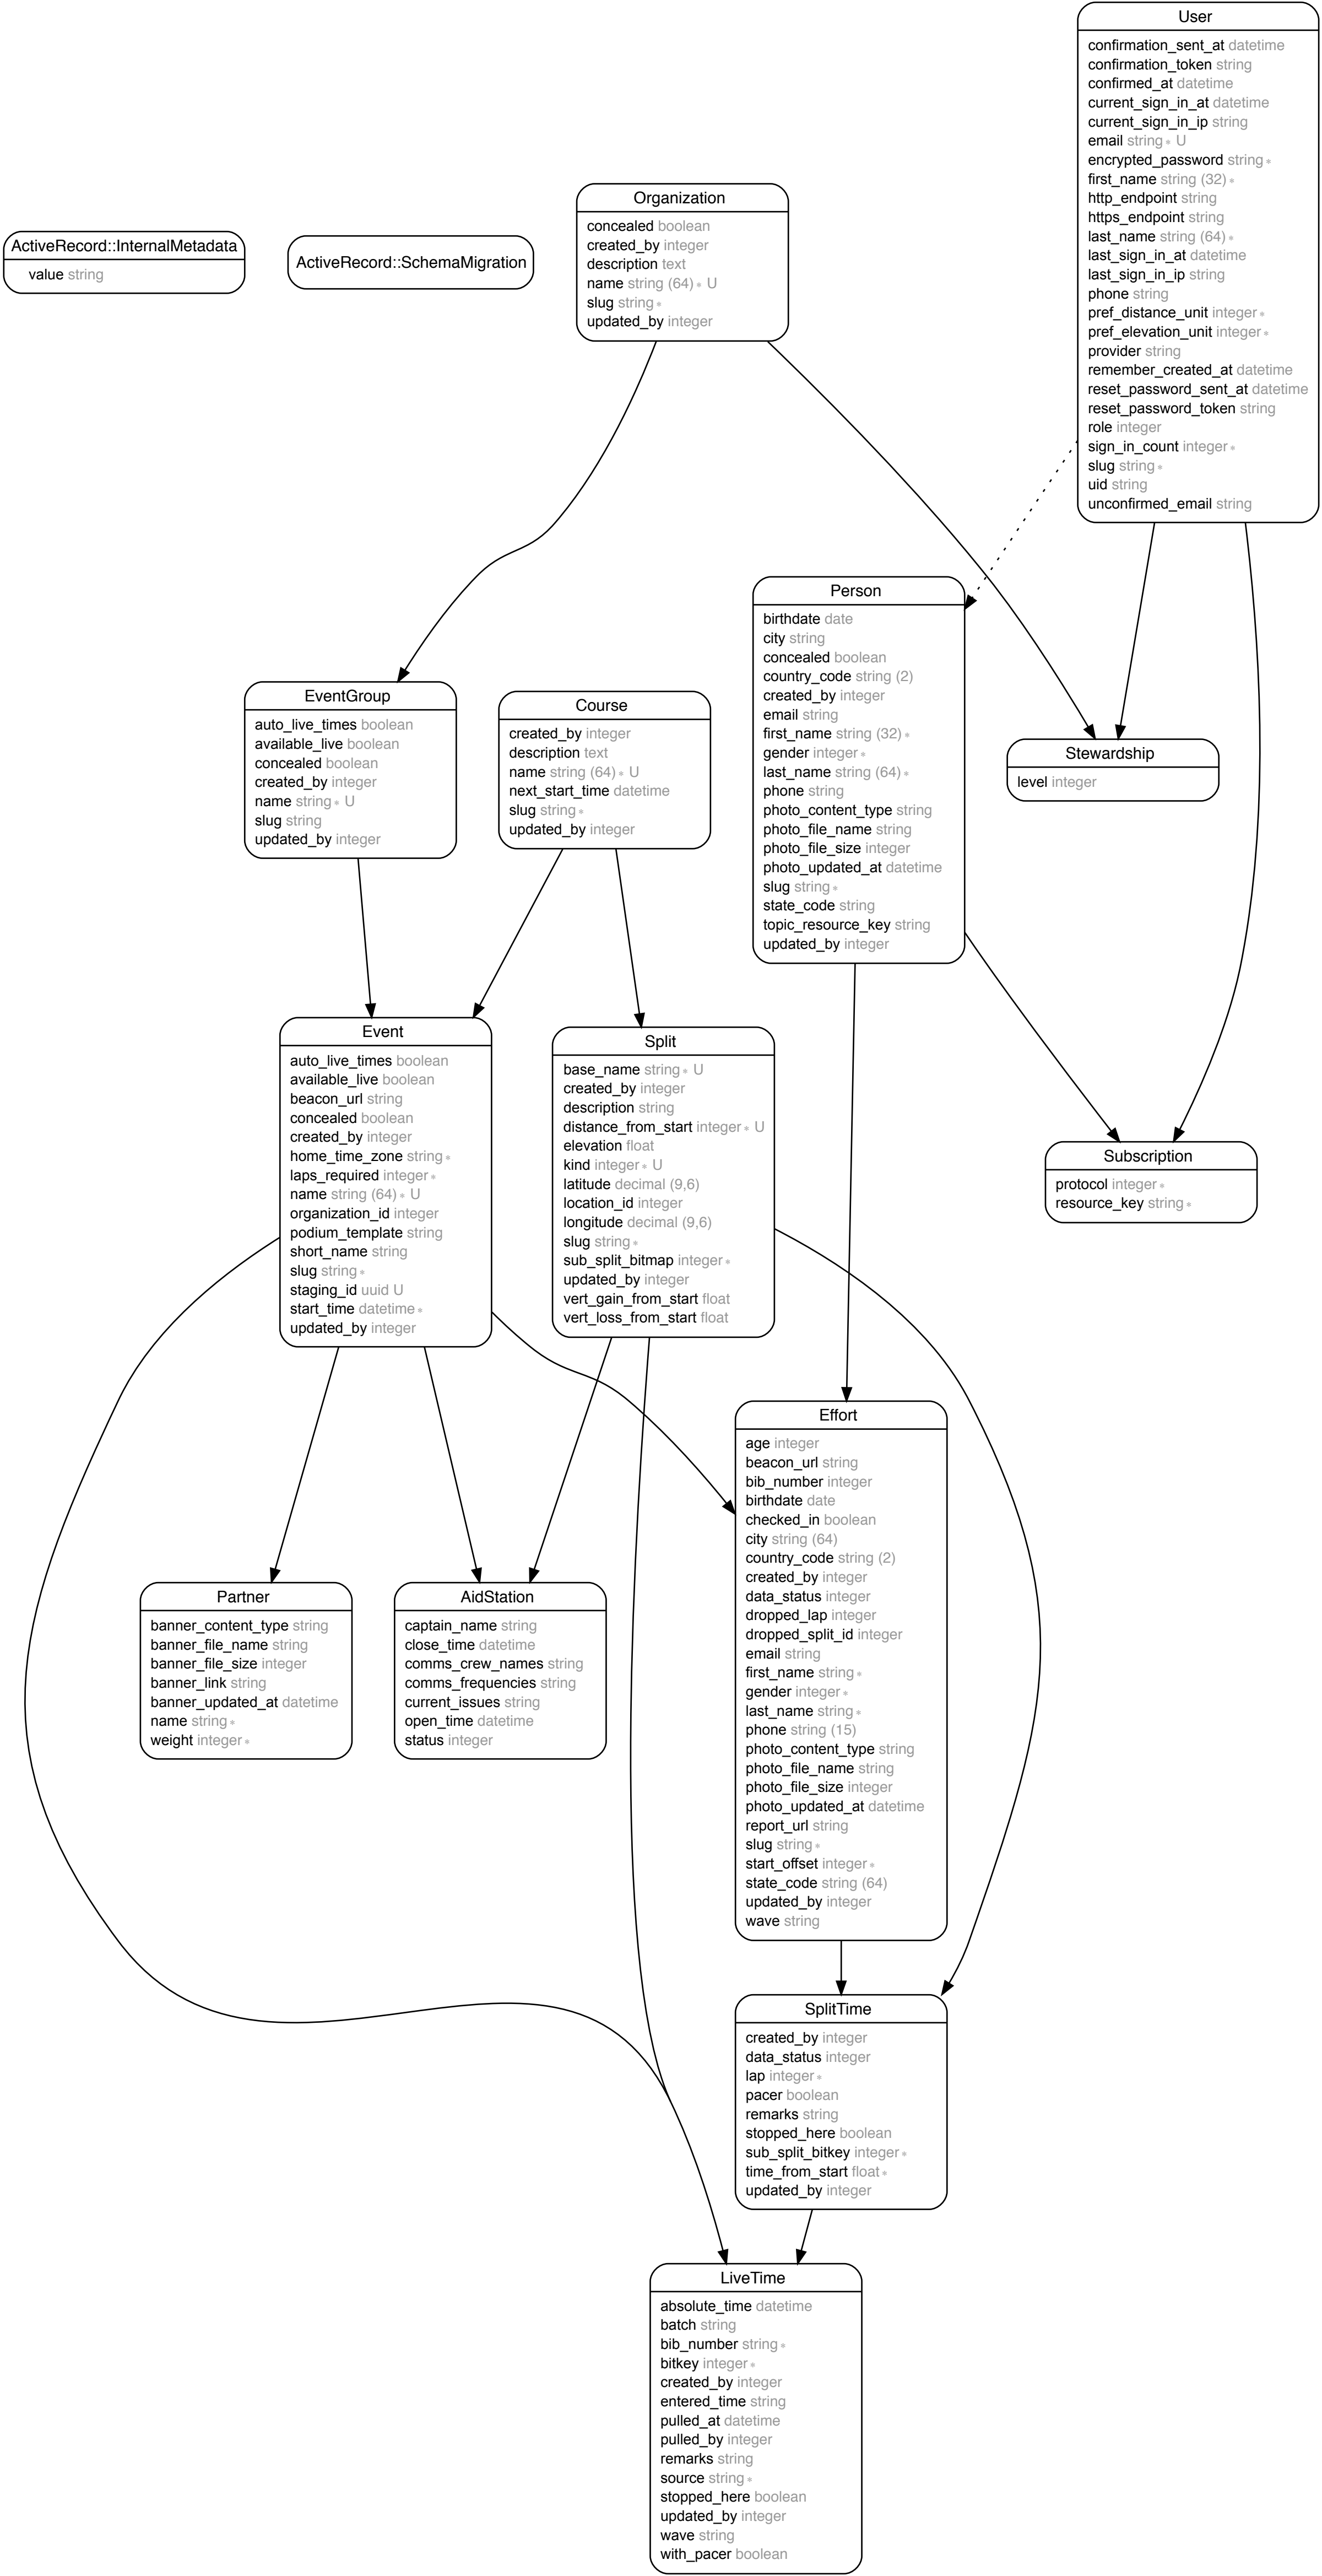 User
confirmation_sent_at datetime
confirmation_token string
confirmed_at datetime
current_sign_in_at datetime
current_sign_in_ip string
email string ∗ U
encrypted_password string ∗
first_name string (32) ∗
http_endpoint string
https_endpoint string
last_name string (64) ∗
last_sign_in_at datetime
last_sign_in_ip string
phone string
pref_distance_unit integer ∗
pref_elevation_unit integer ∗
provider string
remember_created_at datetime
reset_password_sent_at datetime
reset_password_token string
role integer
sign_in_count integer ∗
slug string ∗
uid string
unconfirmed_email string
Organization
concealed boolean
created_by integer
description text
name string (64) ∗ U
slug string ∗
updated_by integer
ActiveRecord::InternalMetadata
value string
ActiveRecord::SchemaMigration
Person
birthdate date
city string
concealed boolean
country_code string (2)
created_by integer
email string
first_name string (32) ∗
gender integer ∗
last_name string (64) ∗
phone string
photo_content_type string
photo_file_name string
photo_file_size integer
photo_updated_at datetime
slug string ∗
state_code string
topic_resource_key string
updated_by integer
EventGroup
auto_live_times boolean
available_live boolean
concealed boolean
created_by integer
name string ∗ U
slug string
updated_by integer
Course
created_by integer
description text
name string (64) ∗ U
next_start_time datetime
slug string ∗
updated_by integer
Stewardship
level integer
Event
auto_live_times boolean
available_live boolean
beacon_url string
concealed boolean
created_by integer
home_time_zone string ∗
laps_required integer ∗
name string (64) ∗ U
organization_id integer
podium_template string
short_name string
slug string ∗
staging_id uuid U
start_time datetime ∗
updated_by integer
Split
base_name string ∗ U
created_by integer
description string
distance_from_start integer ∗ U
elevation float
kind integer ∗ U
latitude decimal (9,6)
location_id integer
longitude decimal (9,6)
slug string ∗
sub_split_bitmap integer ∗
updated_by integer
vert_gain_from_start float
vert_loss_from_start float
Subscription
protocol integer ∗
resource_key string ∗
Effort
age integer
beacon_url string
bib_number integer
birthdate date
checked_in boolean
city string (64)
country_code string (2)
created_by integer
data_status integer
dropped_lap integer
dropped_split_id integer
email string
first_name string ∗
gender integer ∗
last_name string ∗
phone string (15)
photo_content_type string
photo_file_name string
photo_file_size integer
photo_updated_at datetime
report_url string
slug string ∗
start_offset integer ∗
state_code string (64)
updated_by integer
wave string
Partner
banner_content_type string
banner_file_name string
banner_file_size integer
banner_link string
banner_updated_at datetime
name string ∗
weight integer ∗
AidStation
captain_name string
close_time datetime
comms_crew_names string
comms_frequencies string
current_issues string
open_time datetime
status integer
SplitTime
created_by integer
data_status integer
lap integer ∗
pacer boolean
remarks string
stopped_here boolean
sub_split_bitkey integer ∗
time_from_start float ∗
updated_by integer
LiveTime
absolute_time datetime
batch string
bib_number string ∗
bitkey integer ∗
created_by integer
entered_time string
pulled_at datetime
pulled_by integer
remarks string
source string ∗
stopped_here boolean
updated_by integer
wave string
with_pacer boolean